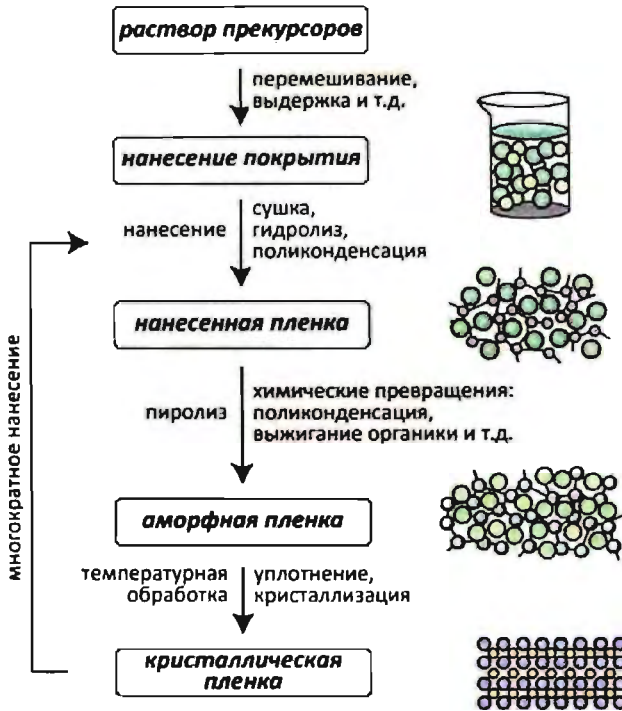 раствор прекурсоров
перемешивание,
выдержка и т.д.
нанесение покрытия
нанесение
сушка,
гидролиз,
поликонденсация
нанесенная пленка
многократное нанесение
пиролиз
химические превращения:
поликонденсация,
выжигание органики и т.д.
аморфная пленка
температурная
обработка
уплотнение,
кристаллизация
кристаллическая
пленка